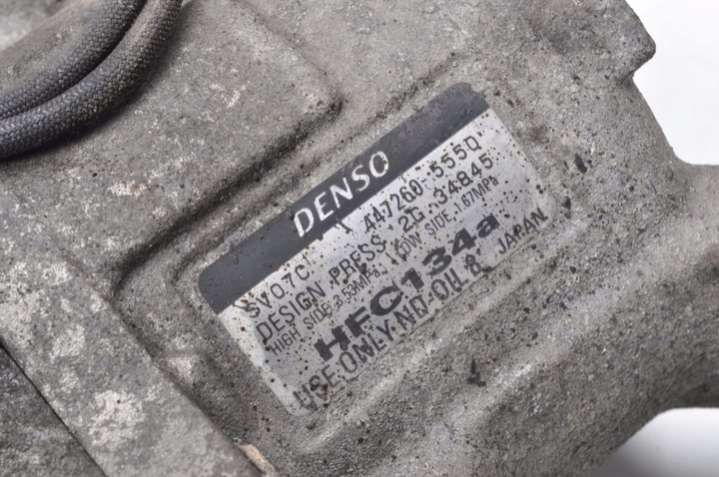 DENSO
SV07C 447260-5550
DESIGN PRESS. 2L 34845
HIGH SIDE 3.53MPa LOW SIDE 1.67MPa
HFC134a
USE ONLY ND-OIL 8 JAPAN